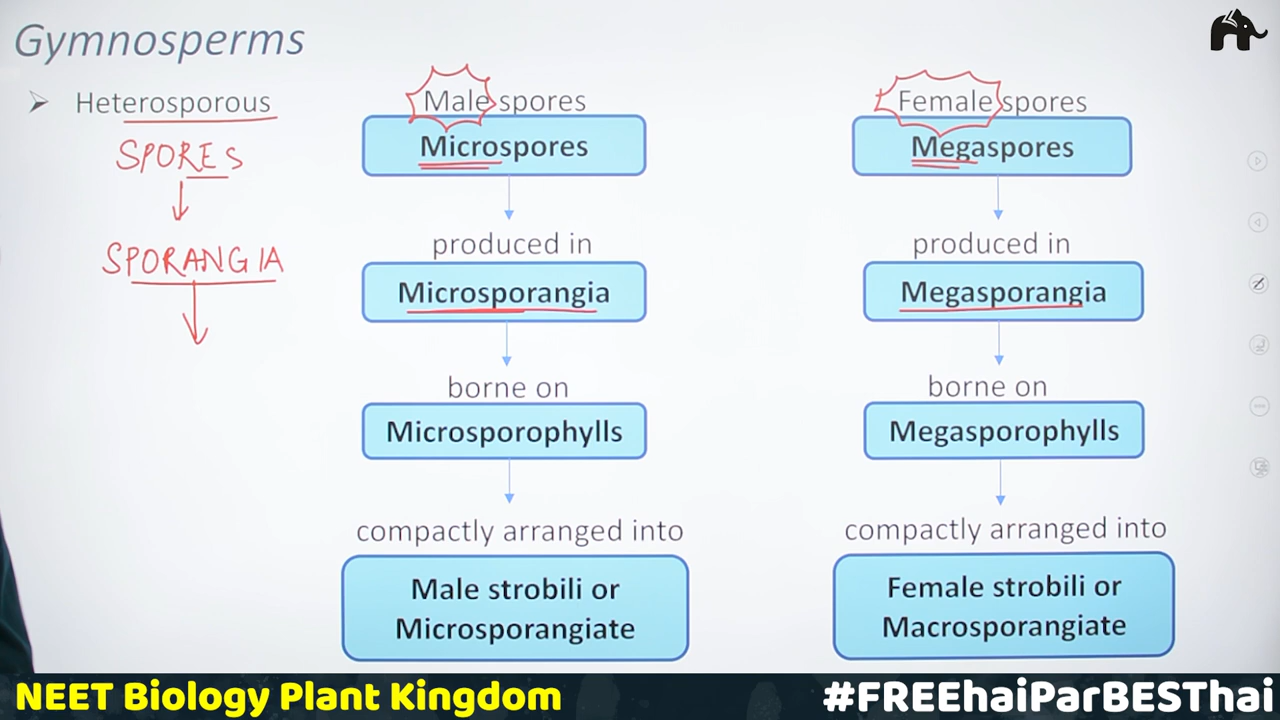 Gymnosperms
➤ Heterosporous
SPORES
SPORANGIA
Male spores
Microspores
produced in
Microsporangia
borne on
Microsporophylls
compactly arranged into
Male strobili or
Microsporangiate
Female spores
Megaspores
produced in
Megasporangia
borne on
Megasporophylls
compactly arranged into
Female strobili or
Macrosporangiate
NEET Biology Plant Kingdom
#FREEhaiParBESThai